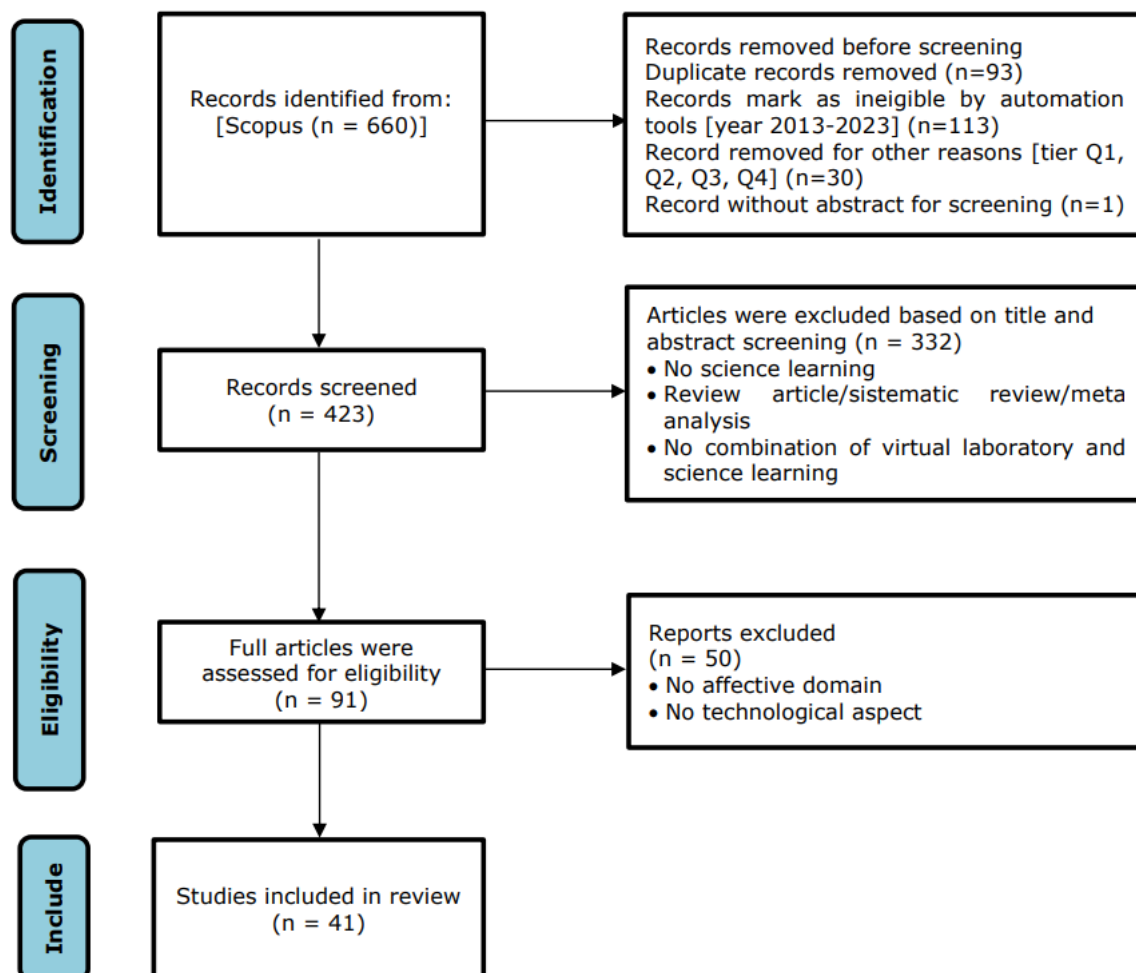 Identification
Records identified from:
[Scopus (n = 660)]
Records removed before screening
Duplicate records removed (n=93)
Records mark as ineigible by automation
tools [year 2013-2023] (n=113)
Record removed for other reasons [tier Q1,
Q2, Q3, Q4] (n=30)
Record without abstract for screening (n=1)
Screening
Records screened
(n = 423)
Articles were excluded based on title and
abstract screening (n = 332)
• No science learning
• Review article/sistematic review/meta
analysis
• No combination of virtual laboratory and
science learning
Eligibility
Full articles were
assessed for eligibility
(n = 91)
Reports excluded
(n = 50)
• No affective domain
• No technological aspect
Include
Studies included in review
(n = 41)